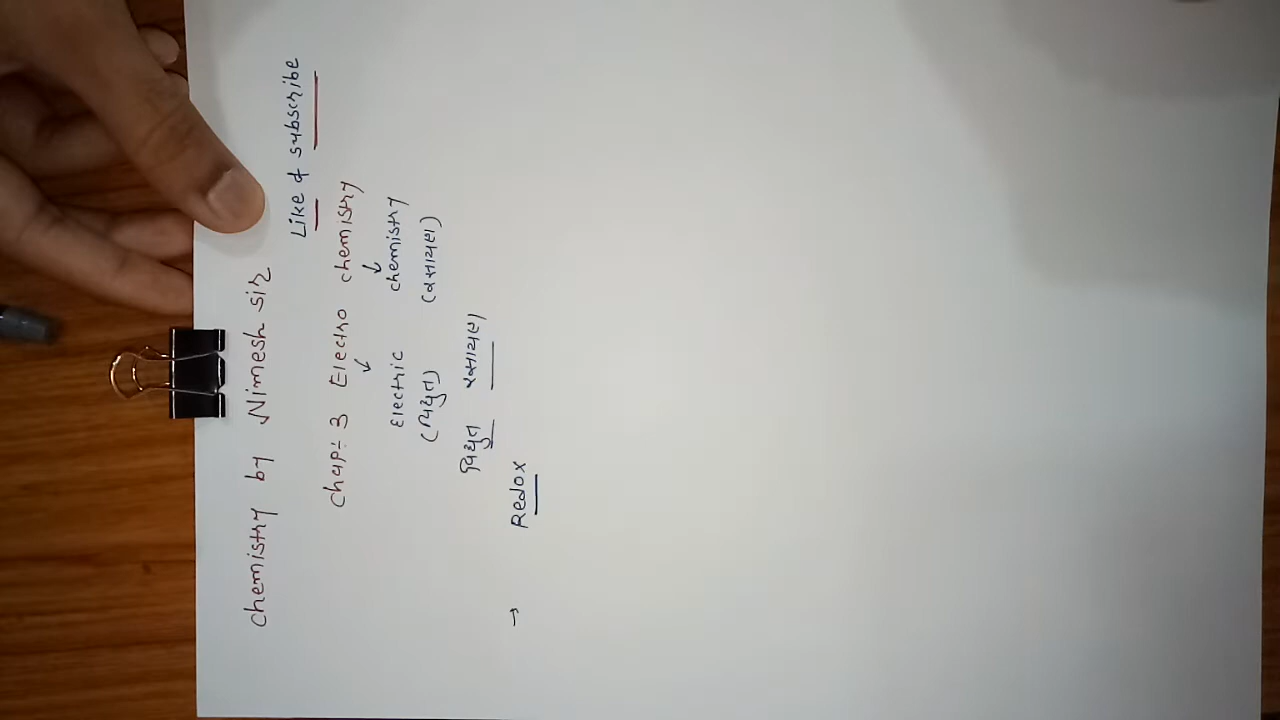 chemistry by Nimesh sir
Like & subscribe
Chap÷ 3 Electro chemistry
↓ ↓
Electric chemistry
(વિધુત) (રસાયણ)
વિધુત રસાયણ
→ Redox